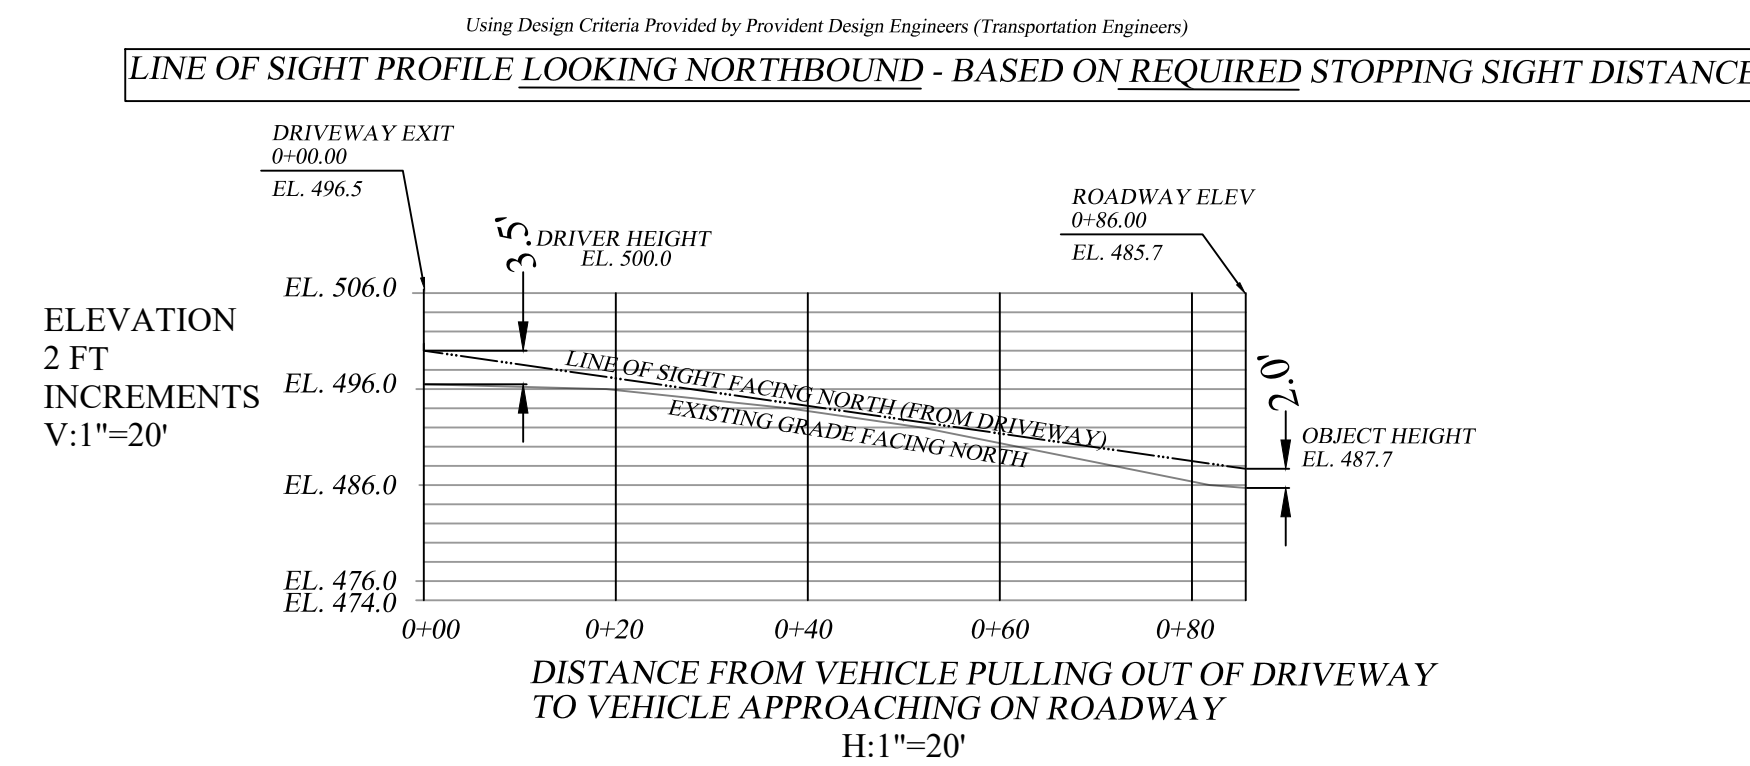 Using Design Criteria Provided by Provident Design Engineers (Transportation Engineers)
LINE OF SIGHT PROFILE LOOKING NORTHBOUND - BASED ON REQUIRED STOPPING SIGHT DISTANCE
DRIVEWAY EXIT
0+00.00
EL. 496.5
ROADWAY ELEV
0+86.00
EL. 485.7
3.5'
DRIVER HEIGHT
EL. 500.0
ELEVATION
2 FT
INCREMENTS
V:1"=20'
EL. 506.0
EL. 496.0
EL. 486.0
EL. 476.0
EL. 474.0
LINE OF SIGHT FACING NORTH (FROM DRIVEWAY)
EXISTING GRADE FACING NORTH
2.0'
OBJECT HEIGHT
EL. 487.7
0+00
0+20
0+40
0+60
0+80
DISTANCE FROM VEHICLE PULLING OUT OF DRIVEWAY
TO VEHICLE APPROACHING ON ROADWAY
H:1"=20'